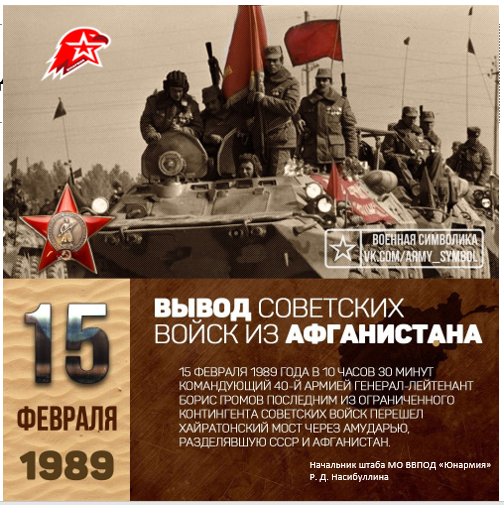 ВОЕННАЯ СИМВОЛИКА
VK.COM/ARMY_SYMBOL
15
ФЕВРАЛЯ
1989
ВЫВОД СОВЕТСКИХ
ВОЙСК ИЗ АФГАНИСТАНА
15 ФЕВРАЛЯ 1989 ГОДА В 10 ЧАСОВ 30 МИНУТ
КОМАНДУЮЩИЙ 40-Й АРМИЕЙ ГЕНЕРАЛ-ЛЕЙТЕНАНТ
БОРИС ГРОМОВ ПОСЛЕДНИМ ИЗ ОГРАНИЧЕННОГО
КОНТИНГЕНТА СОВЕТСКИХ ВОЙСК ПЕРЕШЕЛ
ХАЙРАТОНСКИЙ МОСТ ЧЕРЕЗ АМУДАРЬЮ,
РАЗДЕЛЯВШУЮ СССР И АФГАНИСТАН.
Начальник штаба МО ВВПОД «Юнармия»
Р. Д. Насибуллина